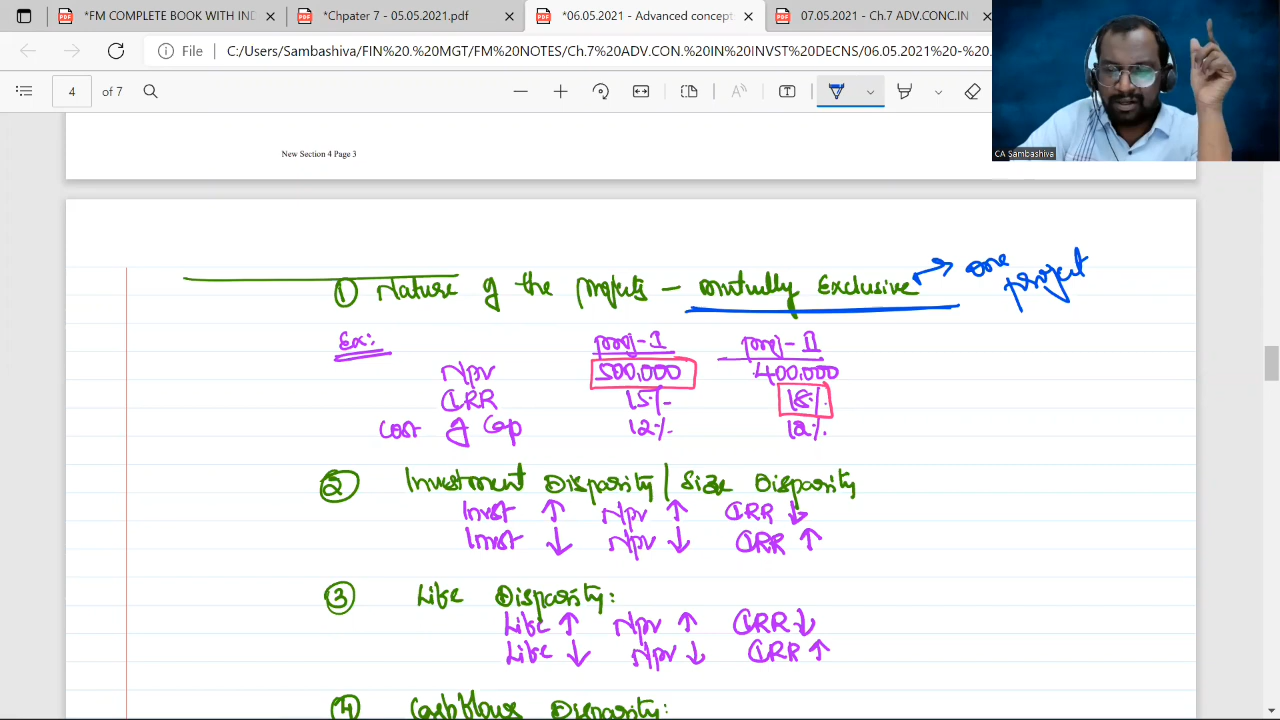 *FM COMPLETE BOOK WITH IND
*Chpater 7 - 05.05.2021.pdf
*06.05.2021 - Advanced concept
07.05.2021 - Ch.7 ADV.CONC.IN
File C:/Users/Sambashiva/FIN%20.%20MGT/FM%20NOTES/Ch.7%20ADV.CON.%20IN%20INVST%20DECNS/06.05.2021%20-%20.
4 of 7
CA Sambashiva
New Section 4 Page 3
① Nature of the projects - mutually Exclusive one project
Ex: proj-I proj-II
Npv 500,000 400,000
IRR 15% 18%
Cost of Cap 12% 12%
② Investment Disparity | Size Disparity
Invst ↑ Npv ↑ IRR ↓
Invst ↓ Npv ↓ IRR ↑
③ Life Disparity:
Life ↑ Npv ↑ IRR ↓
Life ↓ Npv ↓ IRR ↑
④ Cashflows Disparity: